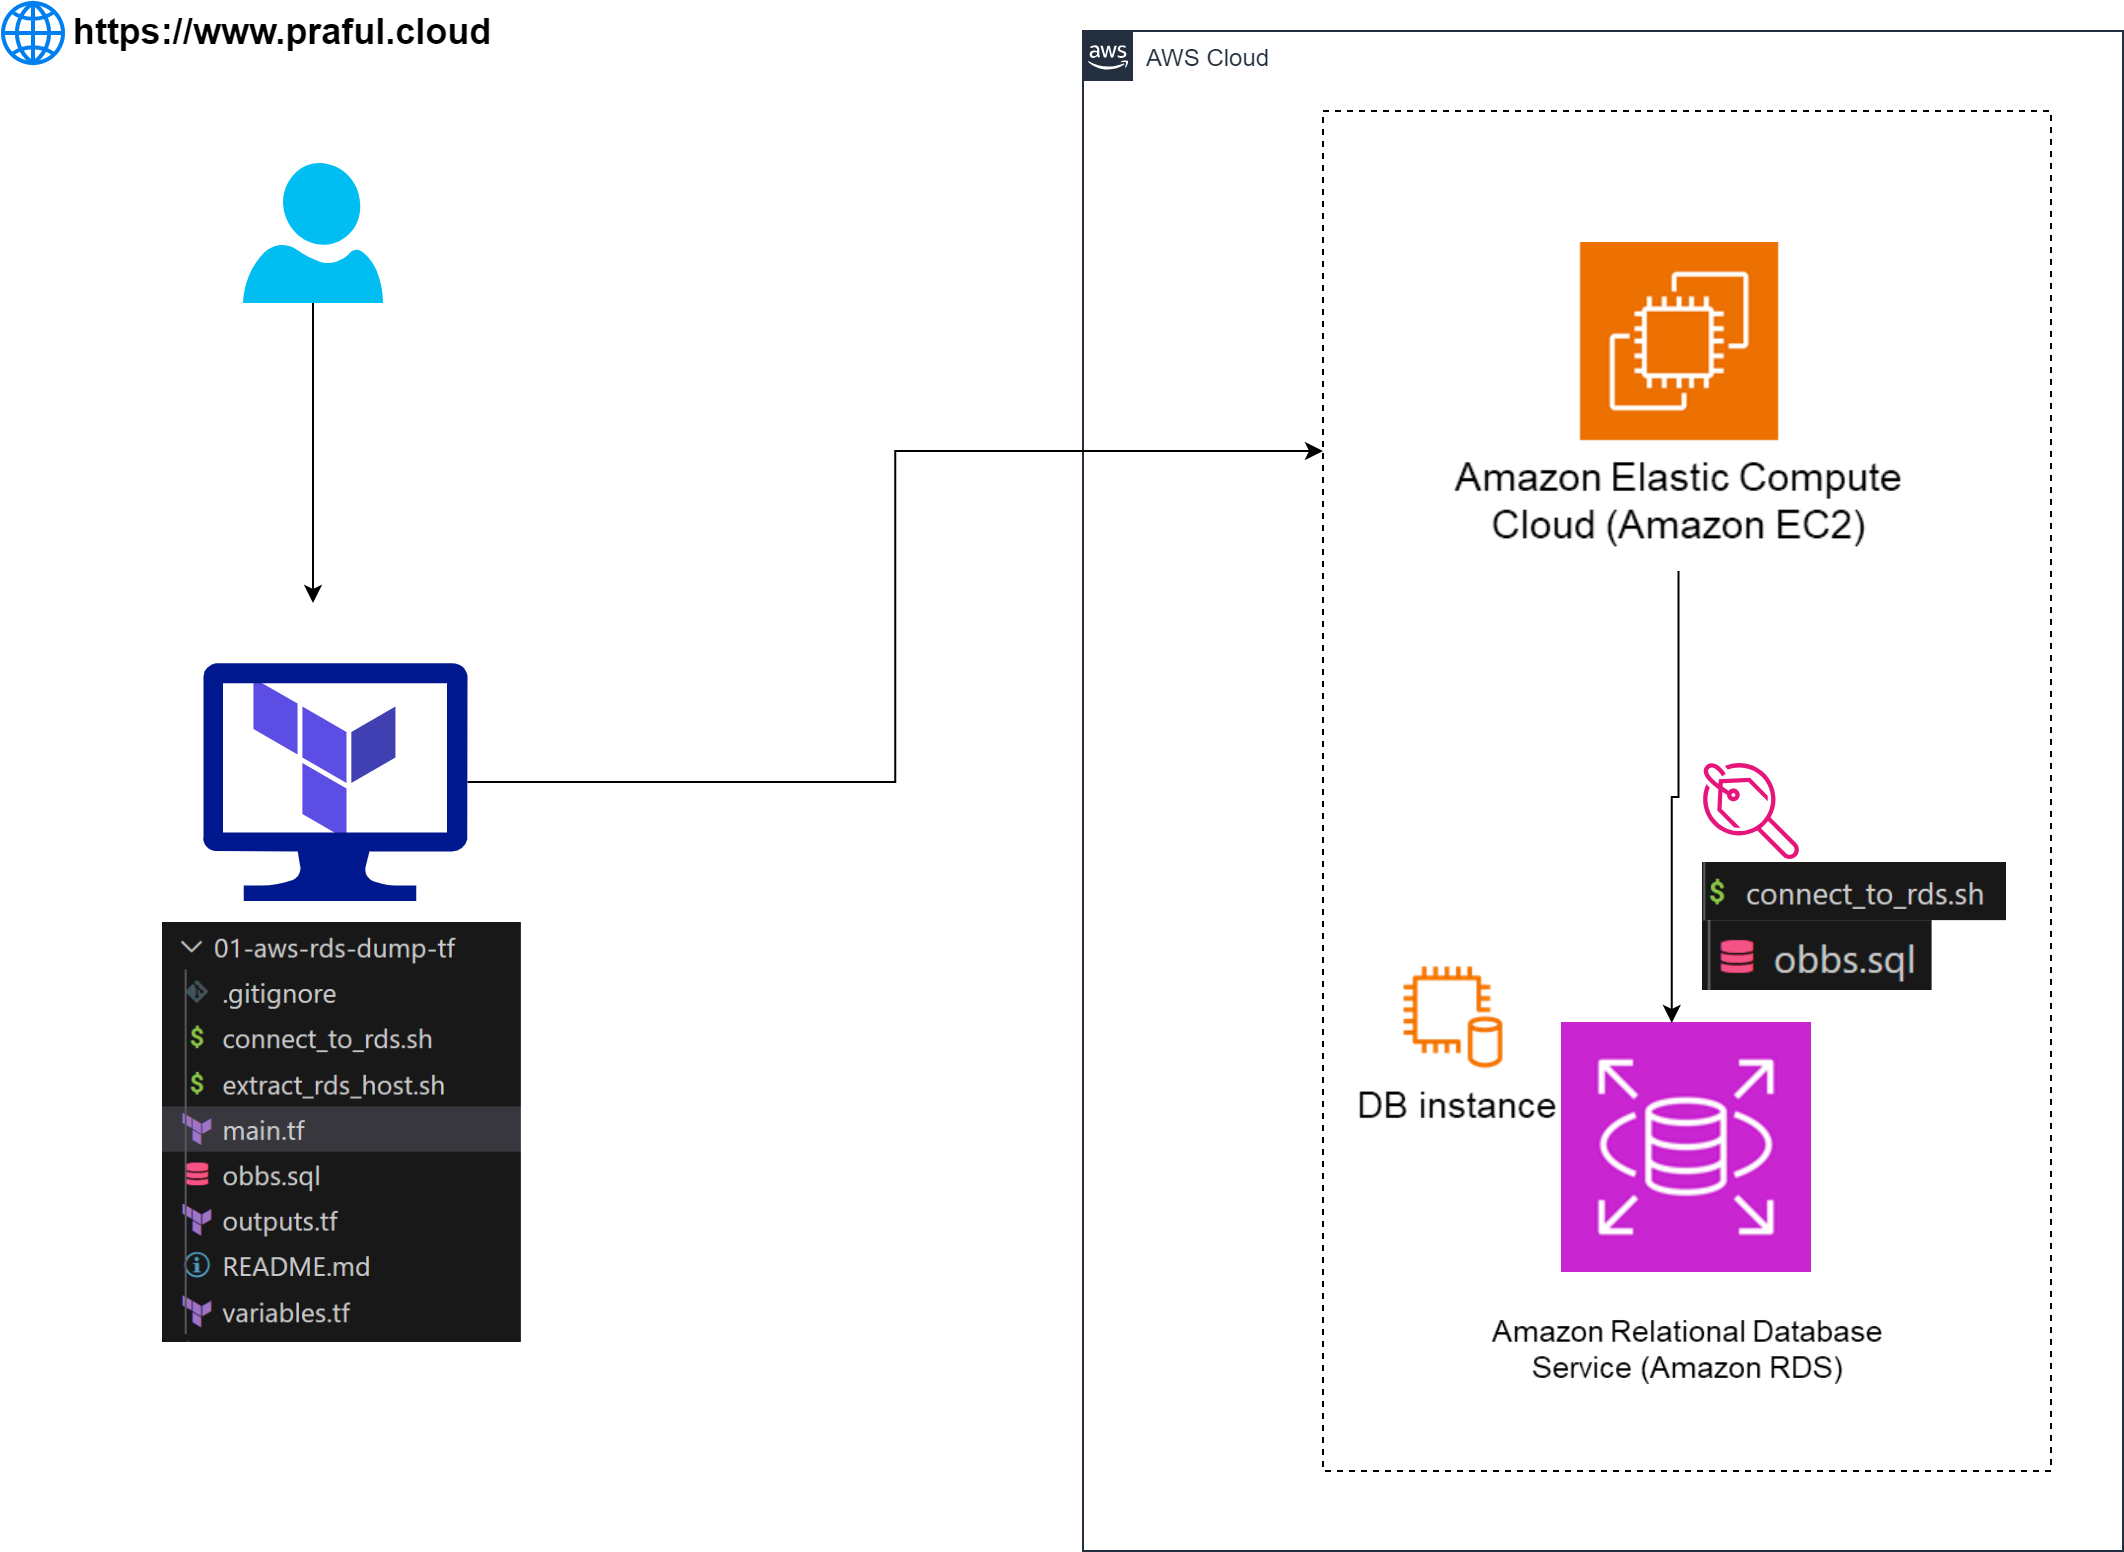 https://www.praful.cloud
aws
AWS Cloud
Amazon Elastic Compute
Cloud (Amazon EC2)
01-aws-rds-dump-tf
.gitignore
$ connect_to_rds.sh
$ extract_rds_host.sh
main.tf
obbs.sql
outputs.tf
README.md
variables.tf
$ connect_to_rds.sh
obbs.sql
DB instance
Amazon Relational Database
Service (Amazon RDS)